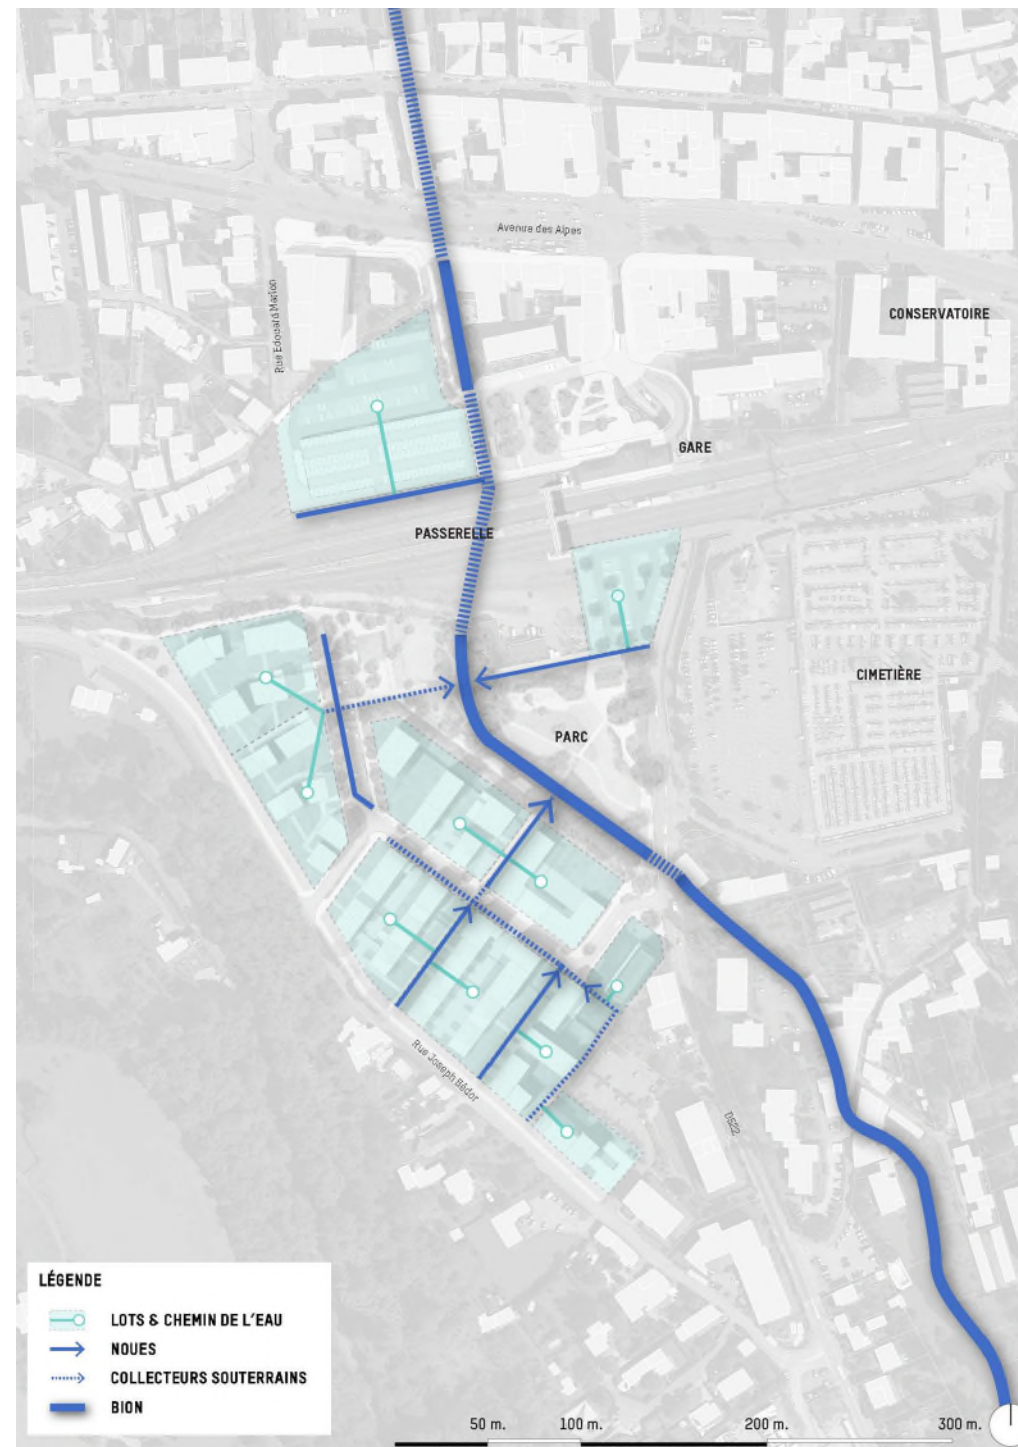 Avenue des Alpes
Rue Edouard Marion
CONSERVATOIRE
GARE
PASSERELLE
CIMETIÈRE
PARC
Rue Joseph Bédor
D522
LÉGENDE
LOTS & CHEMIN DE L'EAU
NOUES
COLLECTEURS SOUTERRAINS
BION
50 m. 100 m. 200 m. 300 m.